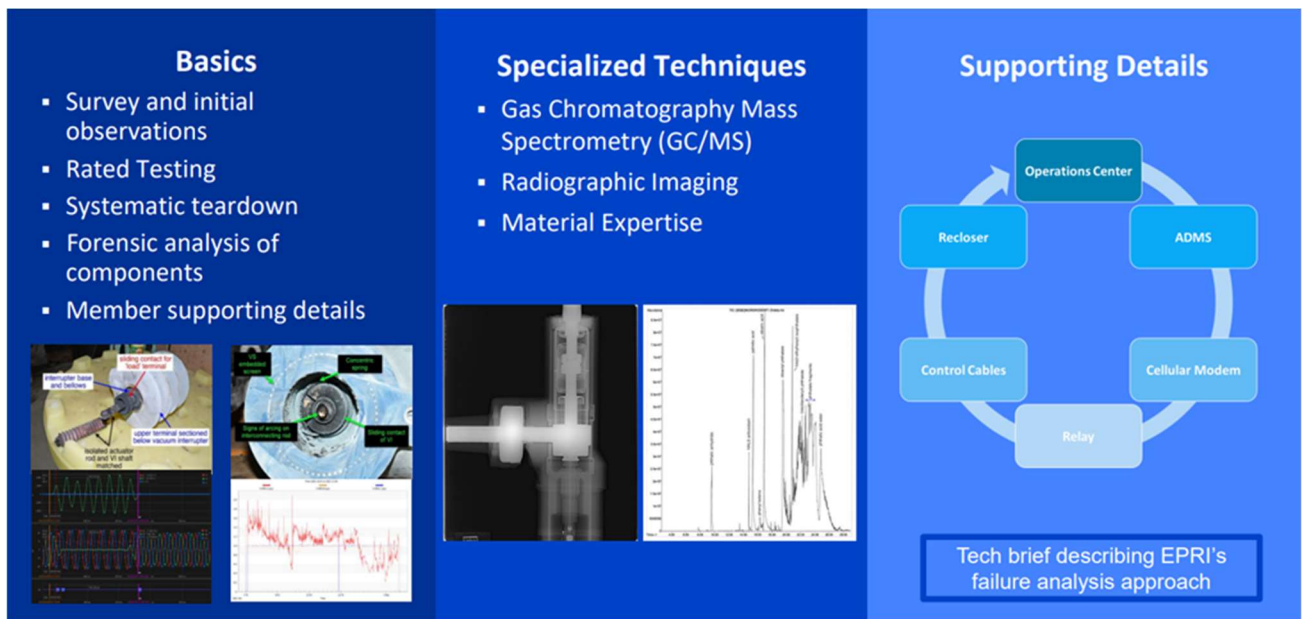 Basics
▪ Survey and initial
observations
▪ Rated Testing
▪ Systematic teardown
▪ Forensic analysis of
components
▪ Member supporting details
sliding contact for
'load' terminal
interrupter base
and bellows
upper terminal sectioned
below vacuum interrupter
Isolated actuator
rod and VI shaft
matched
VS
embedded
screen
Concentric
spring
Signs of arcing on
interconnecting rod
Sliding contact
of VI
Specialized Techniques
▪ Gas Chromatography Mass
Spectrometry (GC/MS)
▪ Radiographic Imaging
▪ Material Expertise
Supporting Details
Operations Center
ADMS
Cellular Modem
Relay
Control Cables
Recloser
Tech brief describing EPRI's
failure analysis approach